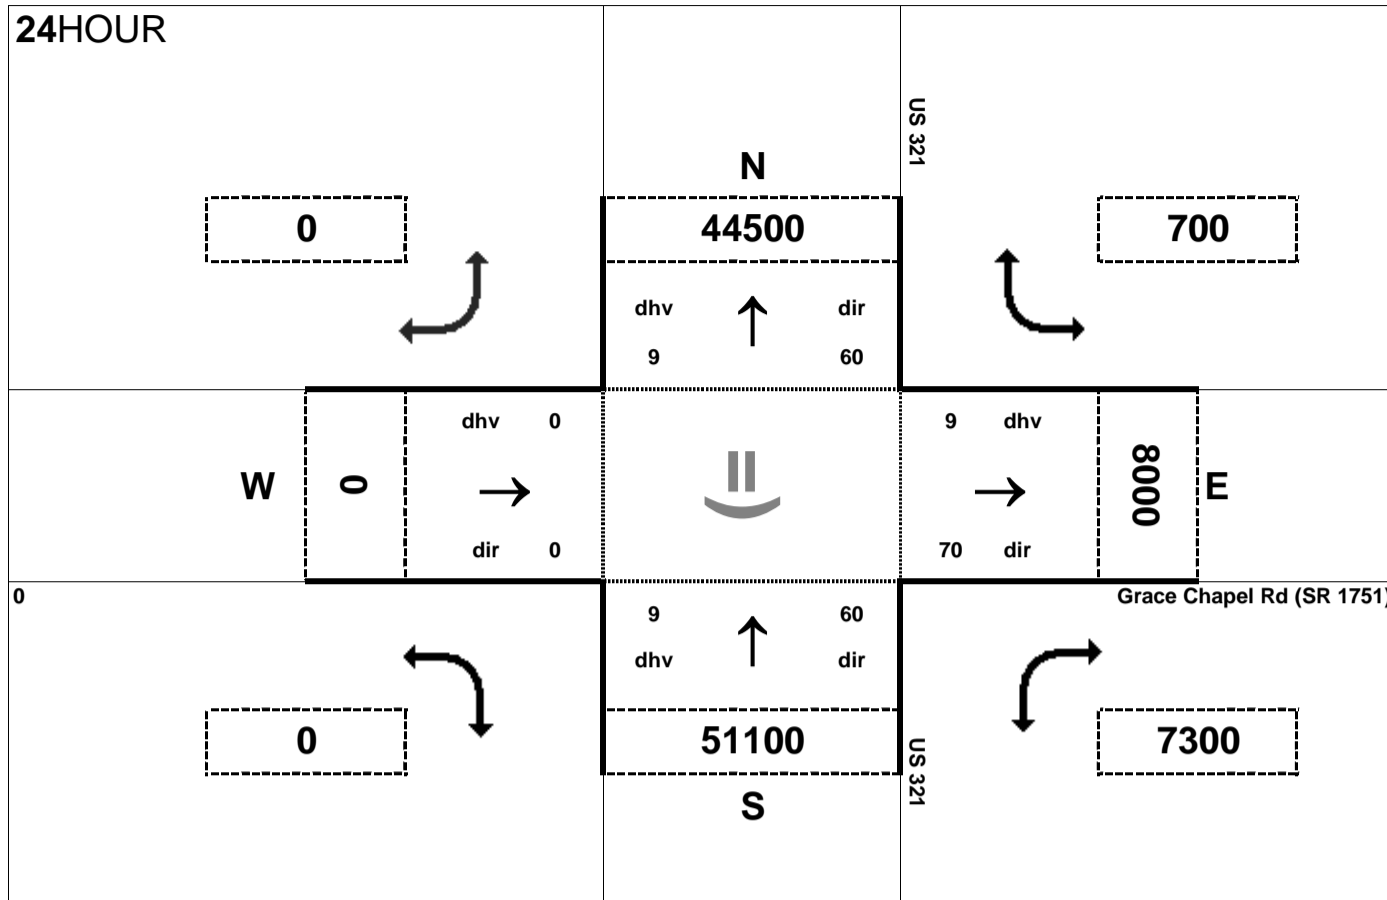 24HOUR
US 321
N
0
44500
700
dhv
dir
9
60
dhv 0
9 dhv
W
0
8000
E
dir 0
70 dir
0
Grace Chapel Rd (SR 1751)
9
60
dhv
dir
0
51100
7300
US 321
S